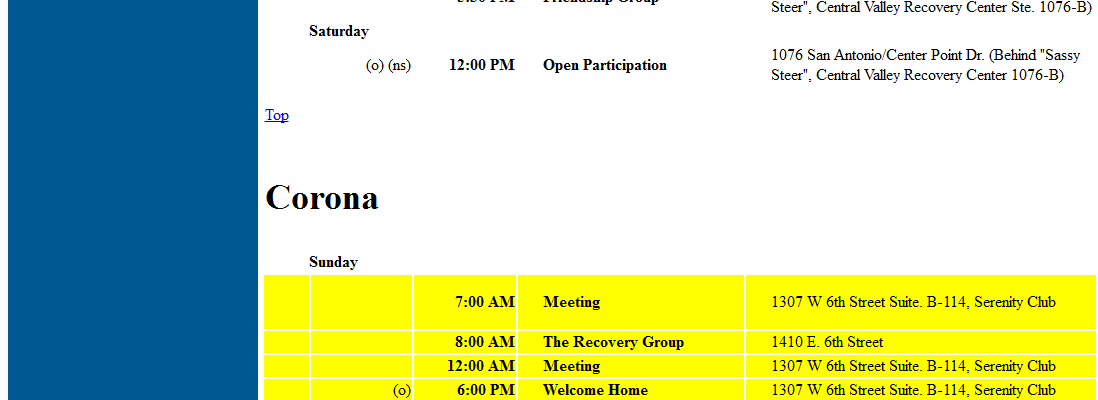 5:30 PM Friendship Group
Steer", Central Valley Recovery Center Ste. 1076-B)
Saturday
(o) (ns) 12:00 PM Open Participation 1076 San Antonio/Center Point Dr. (Behind "Sassy
Steer", Central Valley Recovery Center 1076-B)
Top
Corona
Sunday
7:00 AM Meeting 1307 W 6th Street Suite. B-114, Serenity Club
8:00 AM The Recovery Group 1410 E. 6th Street
12:00 AM Meeting 1307 W 6th Street Suite. B-114, Serenity Club
(o) 6:00 PM Welcome Home 1307 W 6th Street Suite. B-114, Serenity Club